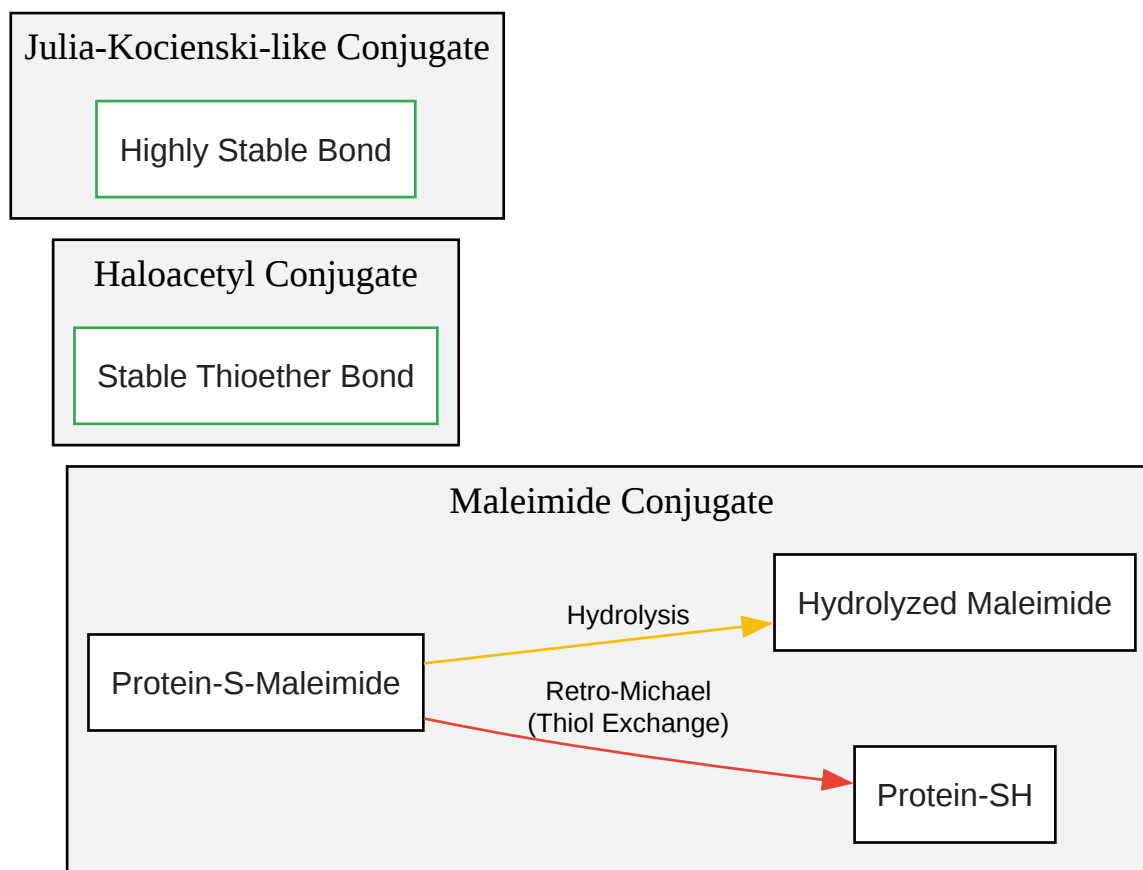 Julia-Kocienski-like Conjugate
Highly Stable Bond
Haloacetyl Conjugate
Stable Thioether Bond
Maleimide Conjugate
Protein-S-Maleimide
Hydrolysis
Hydrolyzed Maleimide
Retro-Michael
(Thiol Exchange)
Protein-SH